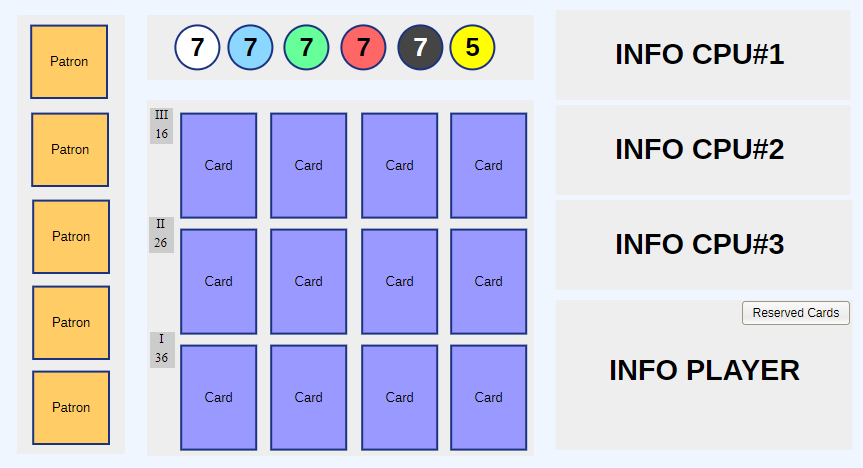 Patron
Patron
Patron
Patron
Patron
7 7 7 7 7 5
III
16
Card Card Card Card
II
26
Card Card Card Card
I
36
Card Card Card Card
INFO CPU#1
INFO CPU#2
INFO CPU#3
Reserved Cards
INFO PLAYER